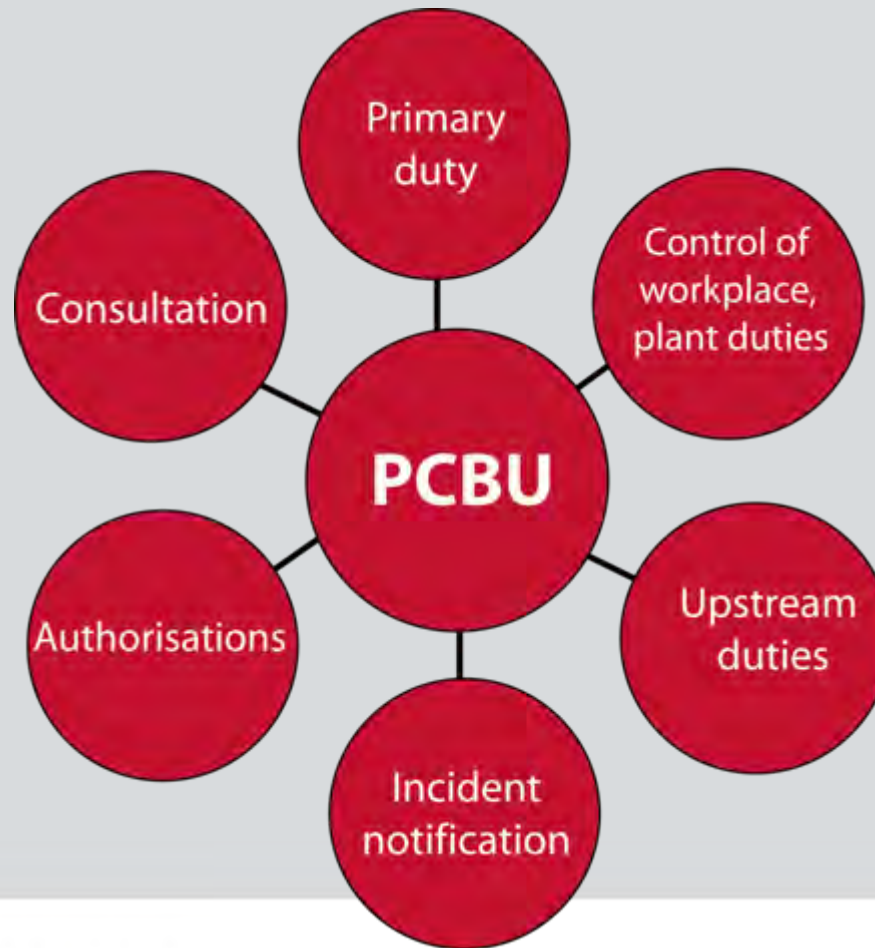 Primary
duty
Control of
workplace,
plant duties
Consultation
PCBU
Upstream
duties
Authorisations
Incident
notification